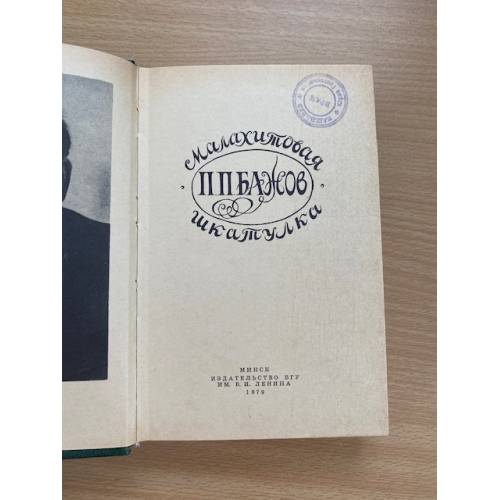 Малахитовая
П П БАЖОВ
шкатулка
МИНСК
ИЗДАТЕЛЬСТВО БГУ
ИМ. В. И. ЛЕНИНА
1979